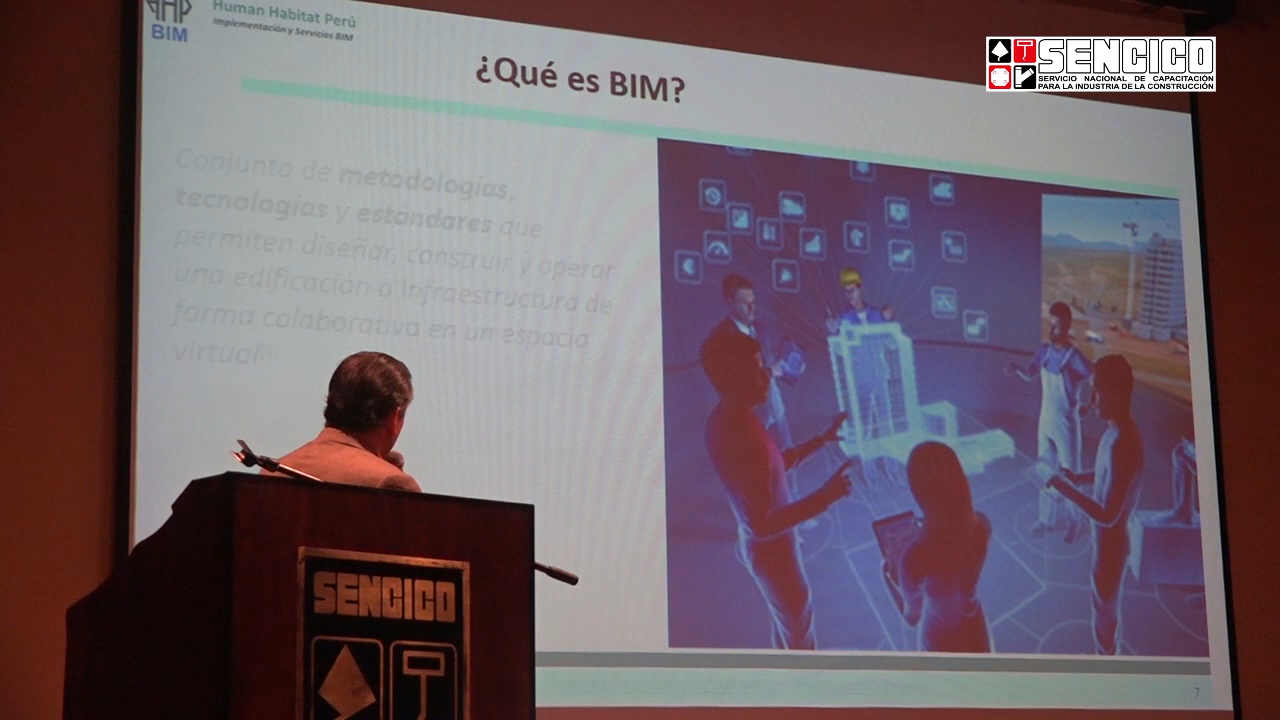 HHP
BIM
Human Habitat Perú
Implementación y Servicios BIM
¿Qué es BIM?
SENCICO
SERVICIO NACIONAL DE CAPACITACIÓN
PARA LA INDUSTRIA DE LA CONSTRUCCIÓN
Conjunto de metodologías,
tecnologías y estándares que
permiten diseñar, construir y operar
una edificación o infraestructura de
forma colaborativa en un espacio
virtual
SENCICO
7